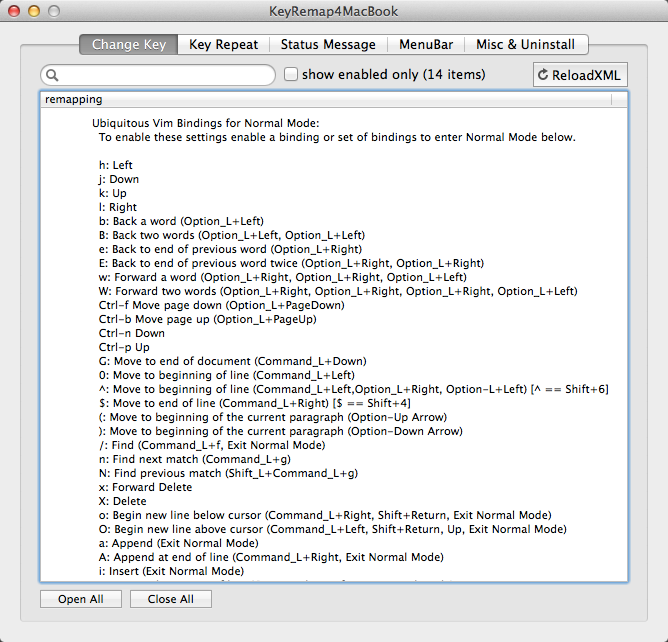 KeyRemap4MacBook
Change Key Key Repeat Status Message MenuBar Misc & Uninstall
show enabled only (14 items) ReloadXML
remapping
Ubiquitous Vim Bindings for Normal Mode:
To enable these settings enable a binding or set of bindings to enter Normal Mode below.
h: Left
j: Down
k: Up
l: Right
b: Back a word (Option_L+Left)
B: Back two words (Option_L+Left, Option_L+Left)
e: Back to end of previous word (Option_L+Right)
E: Back to end of previous word twice (Option_L+Right, Option_L+Right)
w: Forward a word (Option_L+Right, Option_L+Right, Option_L+Left)
W: Forward two words (Option_L+Right, Option_L+Right, Option_L+Right, Option_L+Left)
Ctrl-f Move page down (Option_L+PageDown)
Ctrl-b Move page up (Option_L+PageUp)
Ctrl-n Down
Ctrl-p Up
G: Move to end of document (Command_L+Down)
0: Move to beginning of line (Command_L+Left)
^: Move to beginning of line (Command_L+Left,Option_L+Right, Option-L+Left) [^ == Shift+6]
$: Move to end of line (Command_L+Right) [$ == Shift+4]
(: Move to beginning of the current paragraph (Option-Up Arrow)
): Move to beginning of the current paragraph (Option-Down Arrow)
/: Find (Command_L+f, Exit Normal Mode)
n: Find next match (Command_L+g)
N: Find previous match (Shift_L+Command_L+g)
x: Forward Delete
X: Delete
o: Begin new line below cursor (Command_L+Right, Shift+Return, Exit Normal Mode)
O: Begin new line above cursor (Command_L+Left, Shift+Return, Up, Exit Normal Mode)
a: Append (Exit Normal Mode)
A: Append at end of line (Command_L+Right, Exit Normal Mode)
i: Insert (Exit Normal Mode)
Open All Close All